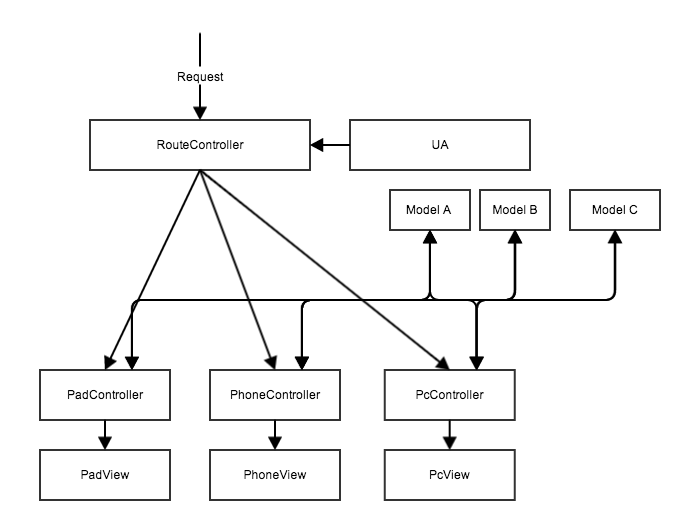 Request
RouteController
UA
Model A
Model B
Model C
PadController
PhoneController
PcController
PadView
PhoneView
PcView